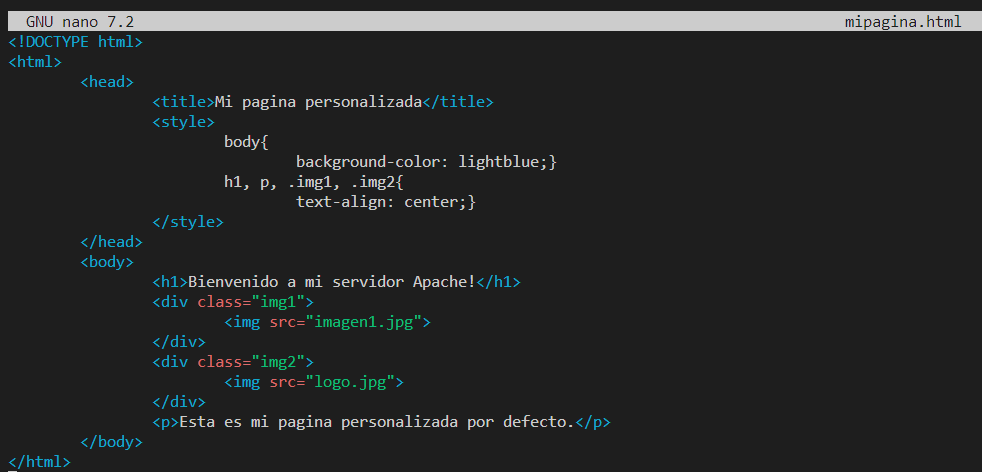 GNU nano 7.2 mipagina.html
<!DOCTYPE html>
<html>
        <head>
                <title>Mi pagina personalizada</title>
                <style>
                        body{
                                background-color: lightblue;}
                        h1, p, .img1, .img2{
                                text-align: center;}
                </style>
        </head>
        <body>
                <h1>Bienvenido a mi servidor Apache!</h1>
                <div class="img1">
                        <img src="imagen1.jpg">
                </div>
                <div class="img2">
                        <img src="logo.jpg">
                </div>
                <p>Esta es mi pagina personalizada por defecto.</p>
        </body>
</html>